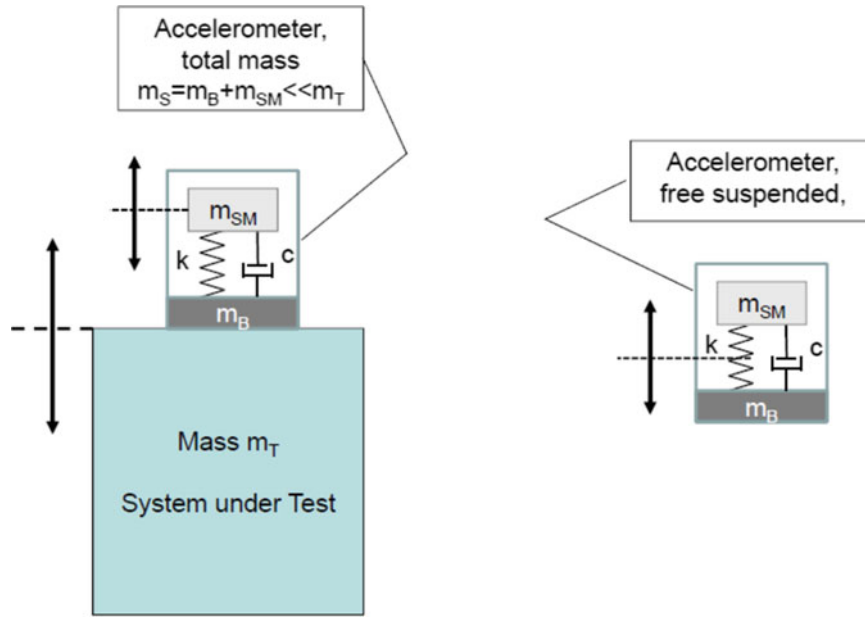 Accelerometer,
total mass
mS=mB+mSM<<mT
mSM
k
c
mB
Mass mT
System under Test
Accelerometer,
free suspended,
mSM
k
c
mB